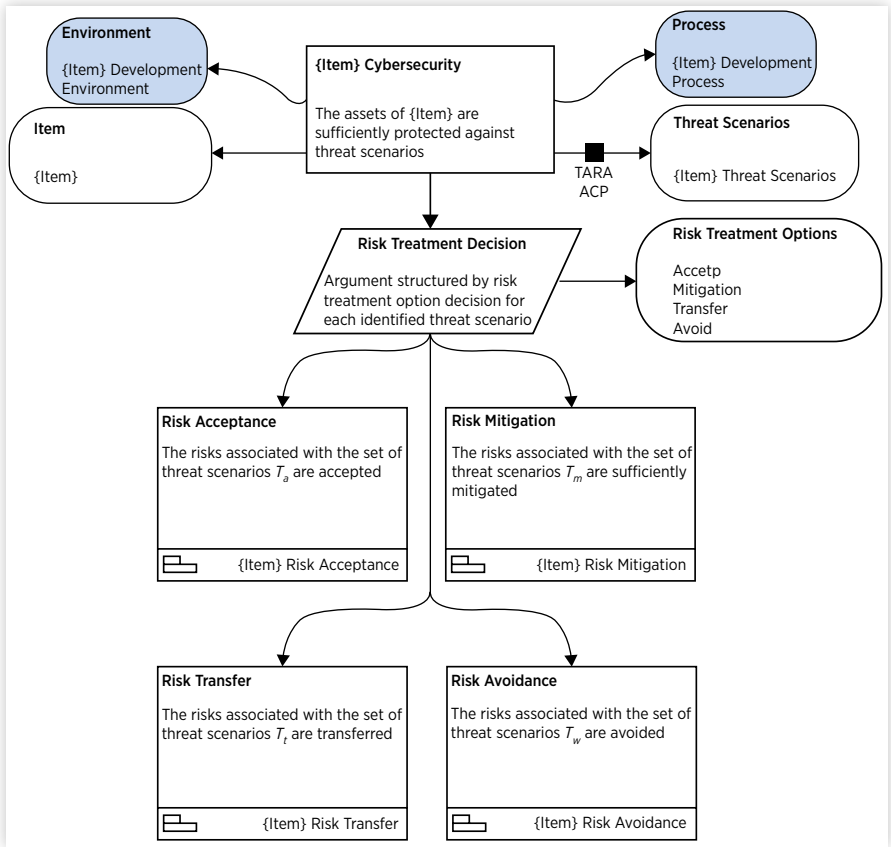 Environment
{Item} Development
Environment
{Item} Cybersecurity
The assets of {Item} are
sufficiently protected against
threat scenarios
Process
{Item} Development
Process
Item
{Item}
TARA
ACP
Threat Scenarios
{Item} Threat Scenarios
Risk Treatment Decision
Argument structured by risk
treatment option decision for
each identified threat scenario
Risk Treatment Options
Accetp
Mitigation
Transfer
Avoid
Risk Acceptance
The risks associated with the set of
threat scenarios Ta are accepted
{Item} Risk Acceptance
Risk Mitigation
The risks associated with the set of
threat scenarios Tm are sufficiently
mitigated
{Item} Risk Mitigation
Risk Transfer
The risks associated with the set of
threat scenarios Tt are transferred
{Item} Risk Transfer
Risk Avoidance
The risks associated with the set of
threat scenarios Tw are avoided
{Item} Risk Avoidance